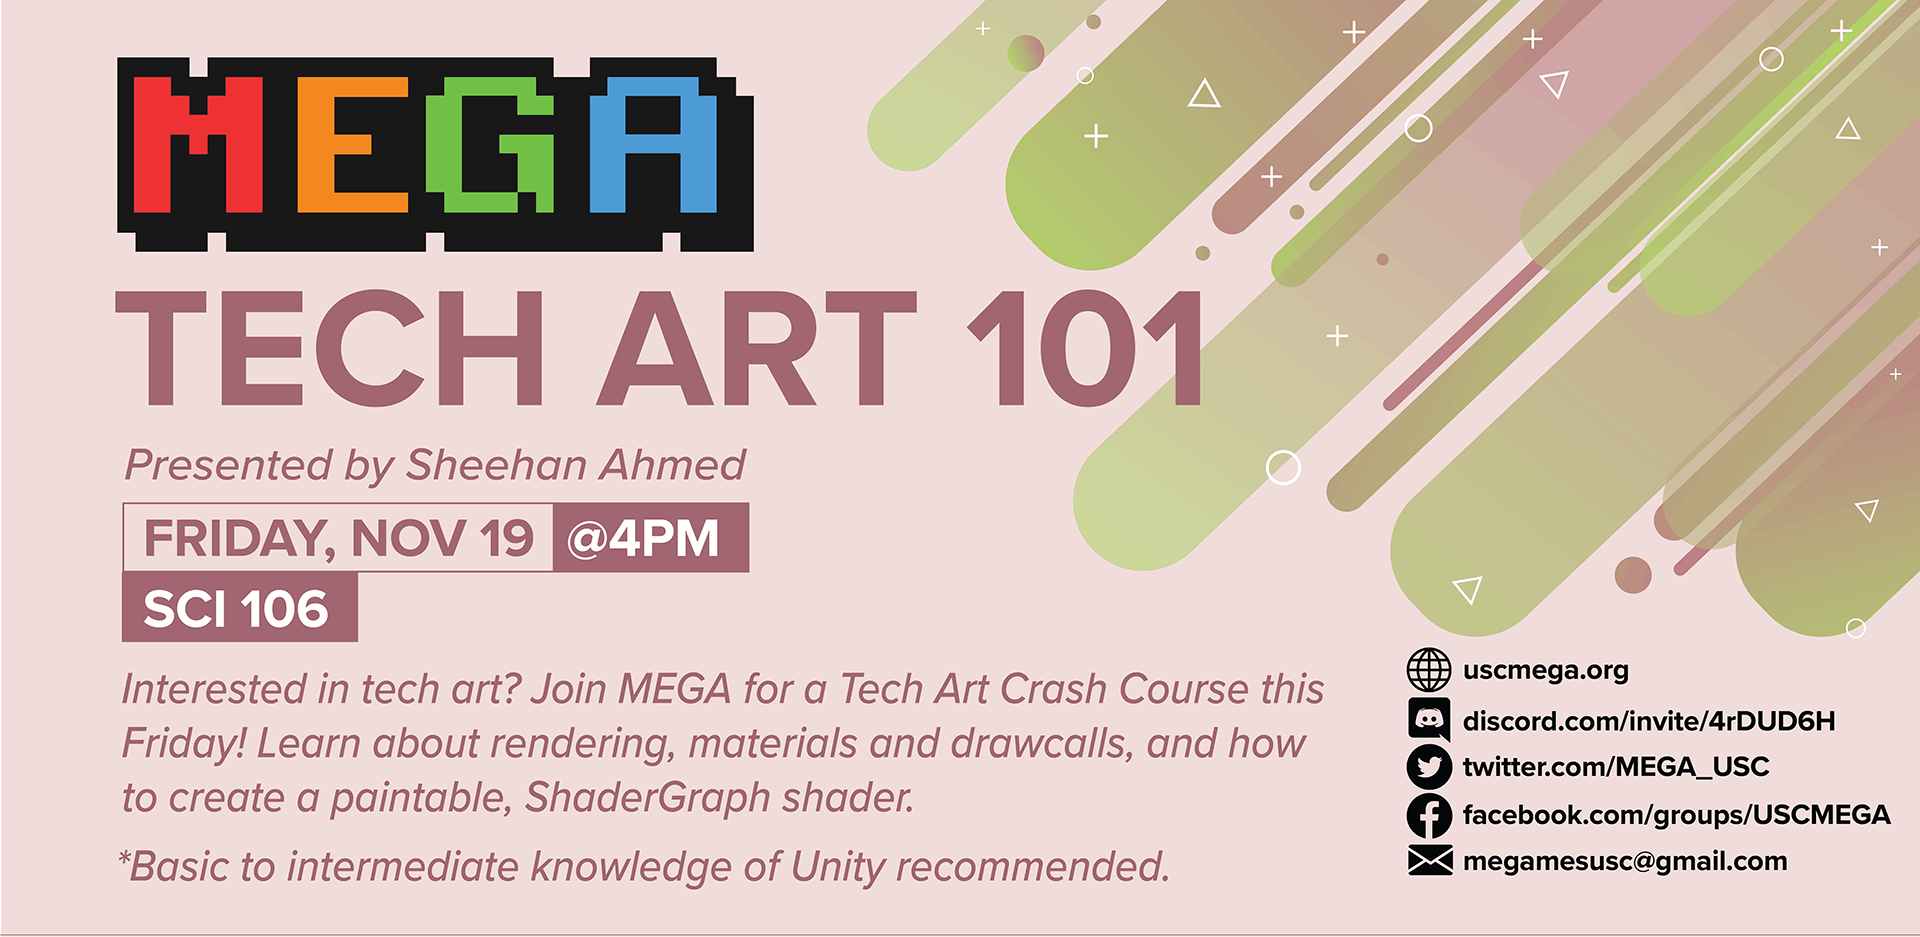 MEGA
TECH ART 101
Presented by Sheehan Ahmed
FRIDAY, NOV 19 @4PM
SCI 106
Interested in tech art? Join MEGA for a Tech Art Crash Course this
Friday! Learn about rendering, materials and drawcalls, and how
to create a paintable, ShaderGraph shader.
*Basic to intermediate knowledge of Unity recommended.
uscmega.org
discord.com/invite/4rDUD6H
twitter.com/MEGA_USC
facebook.com/groups/USCMEGA
megamesusc@gmail.com